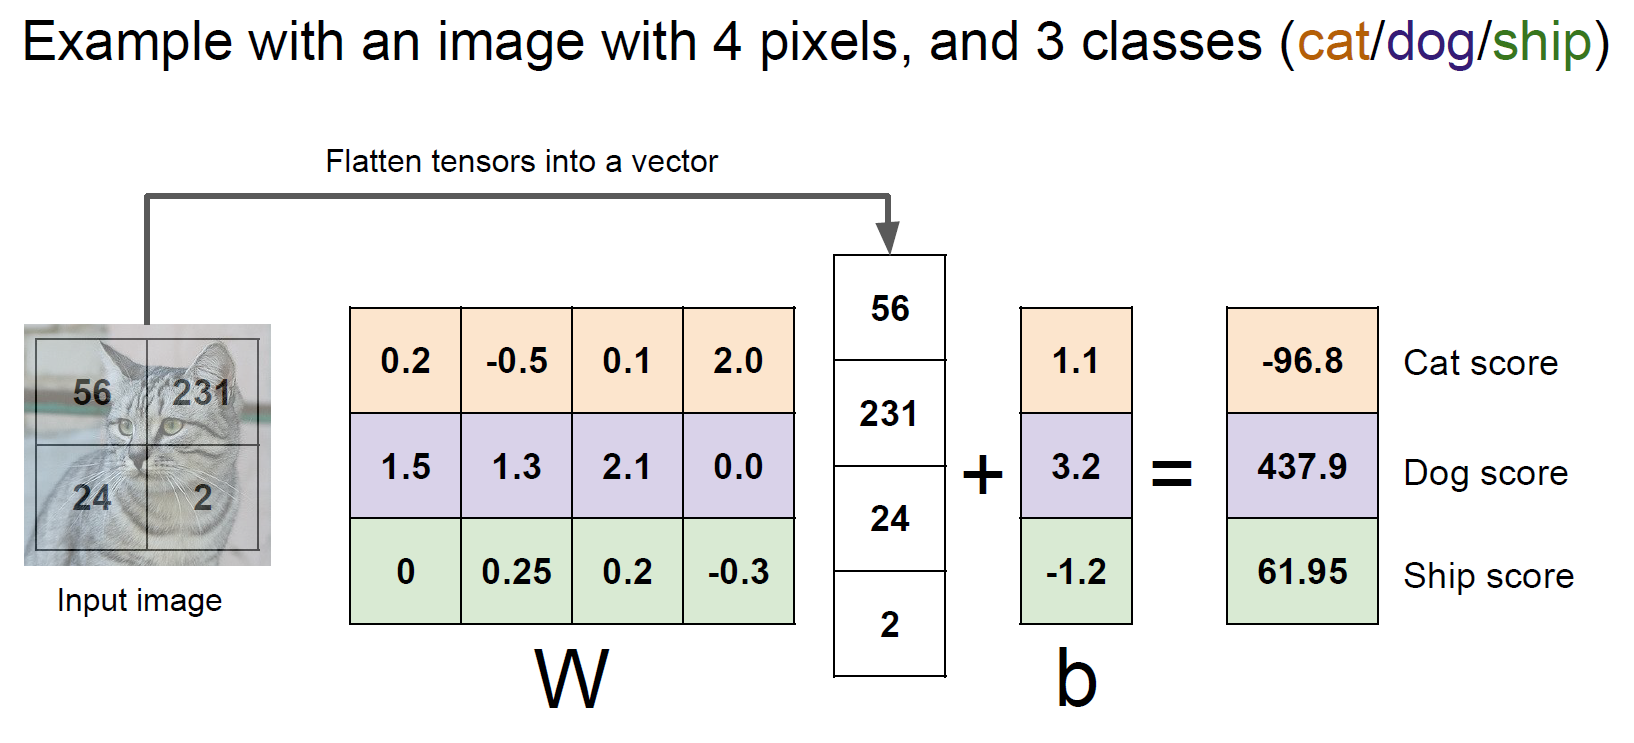 Example with an image with 4 pixels, and 3 classes (cat/dog/ship)
Flatten tensors into a vector
56 231
24 2
Input image
0.2 -0.5 0.1 2.0
1.5 1.3 2.1 0.0
0 0.25 0.2 -0.3
W
56
231
24
2
+
1.1
3.2
-1.2
b
=
-96.8 Cat score
437.9 Dog score
61.95 Ship score